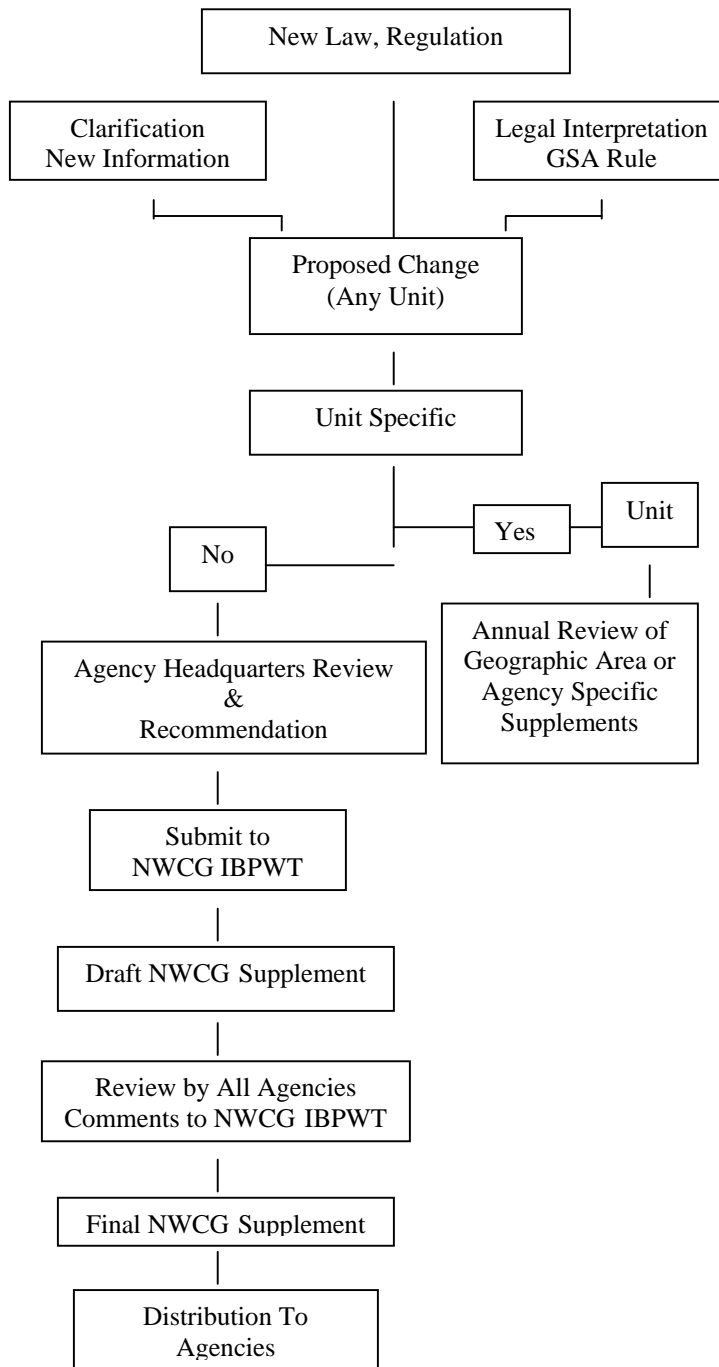 New Law, Regulation
Clarification
New Information
Legal Interpretation
GSA Rule
Proposed Change
(Any Unit)
Unit Specific
Yes
Unit
No
Annual Review of
Geographic Area or
Agency Specific
Supplements
Agency Headquarters Review
&
Recommendation
Submit to
NWCG IBPWT
Draft NWCG Supplement
Review by All Agencies
Comments to NWCG IBPWT
Final NWCG Supplement
Distribution To
Agencies